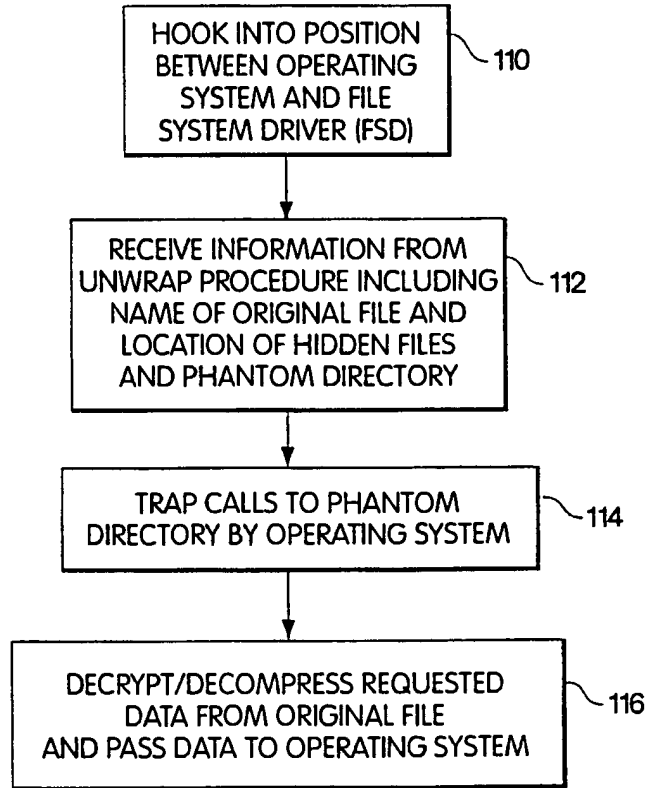 HOOK INTO POSITION
BETWEEN OPERATING
SYSTEM AND FILE
SYSTEM DRIVER (FSD)
110
RECEIVE INFORMATION FROM
UNWRAP PROCEDURE INCLUDING
NAME OF ORIGINAL FILE AND
LOCATION OF HIDDEN FILES
AND PHANTOM DIRECTORY
112
TRAP CALLS TO PHANTOM
DIRECTORY BY OPERATING SYSTEM
114
DECRYPT/DECOMPRESS REQUESTED
DATA FROM ORIGINAL FILE
AND PASS DATA TO OPERATING SYSTEM
116